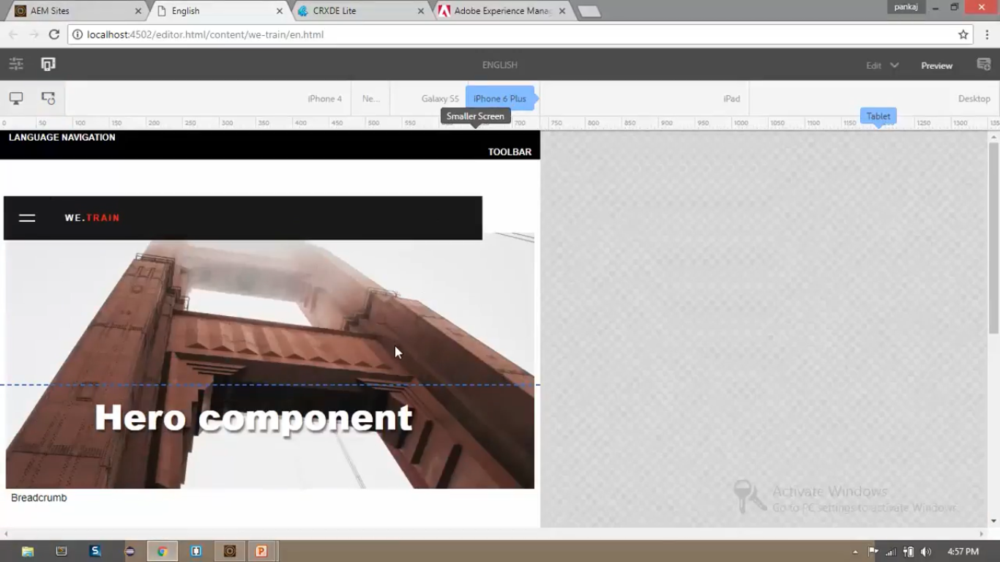 AEM Sites
English
CRXDE Lite
Adobe Experience Mana
pankaj
localhost:4502/editor.html/content/we-train/en.html
ENGLISH
Edit
Preview
iPhone 4
Ne...
Galaxy S5
iPhone 6 Plus
iPad
Desktop
Smaller Screen
Tablet
0 50 100 150 200 250 300 350 400 450 500 550 600 700 750 800 850 900 950 1000 1050 1100 1150 1250 1300
LANGUAGE NAVIGATION
TOOLBAR
WE.TRAIN
Hero component
Breadcrumb
Activate Windows
Go to PC settings to activate Windows.
4:57 PM